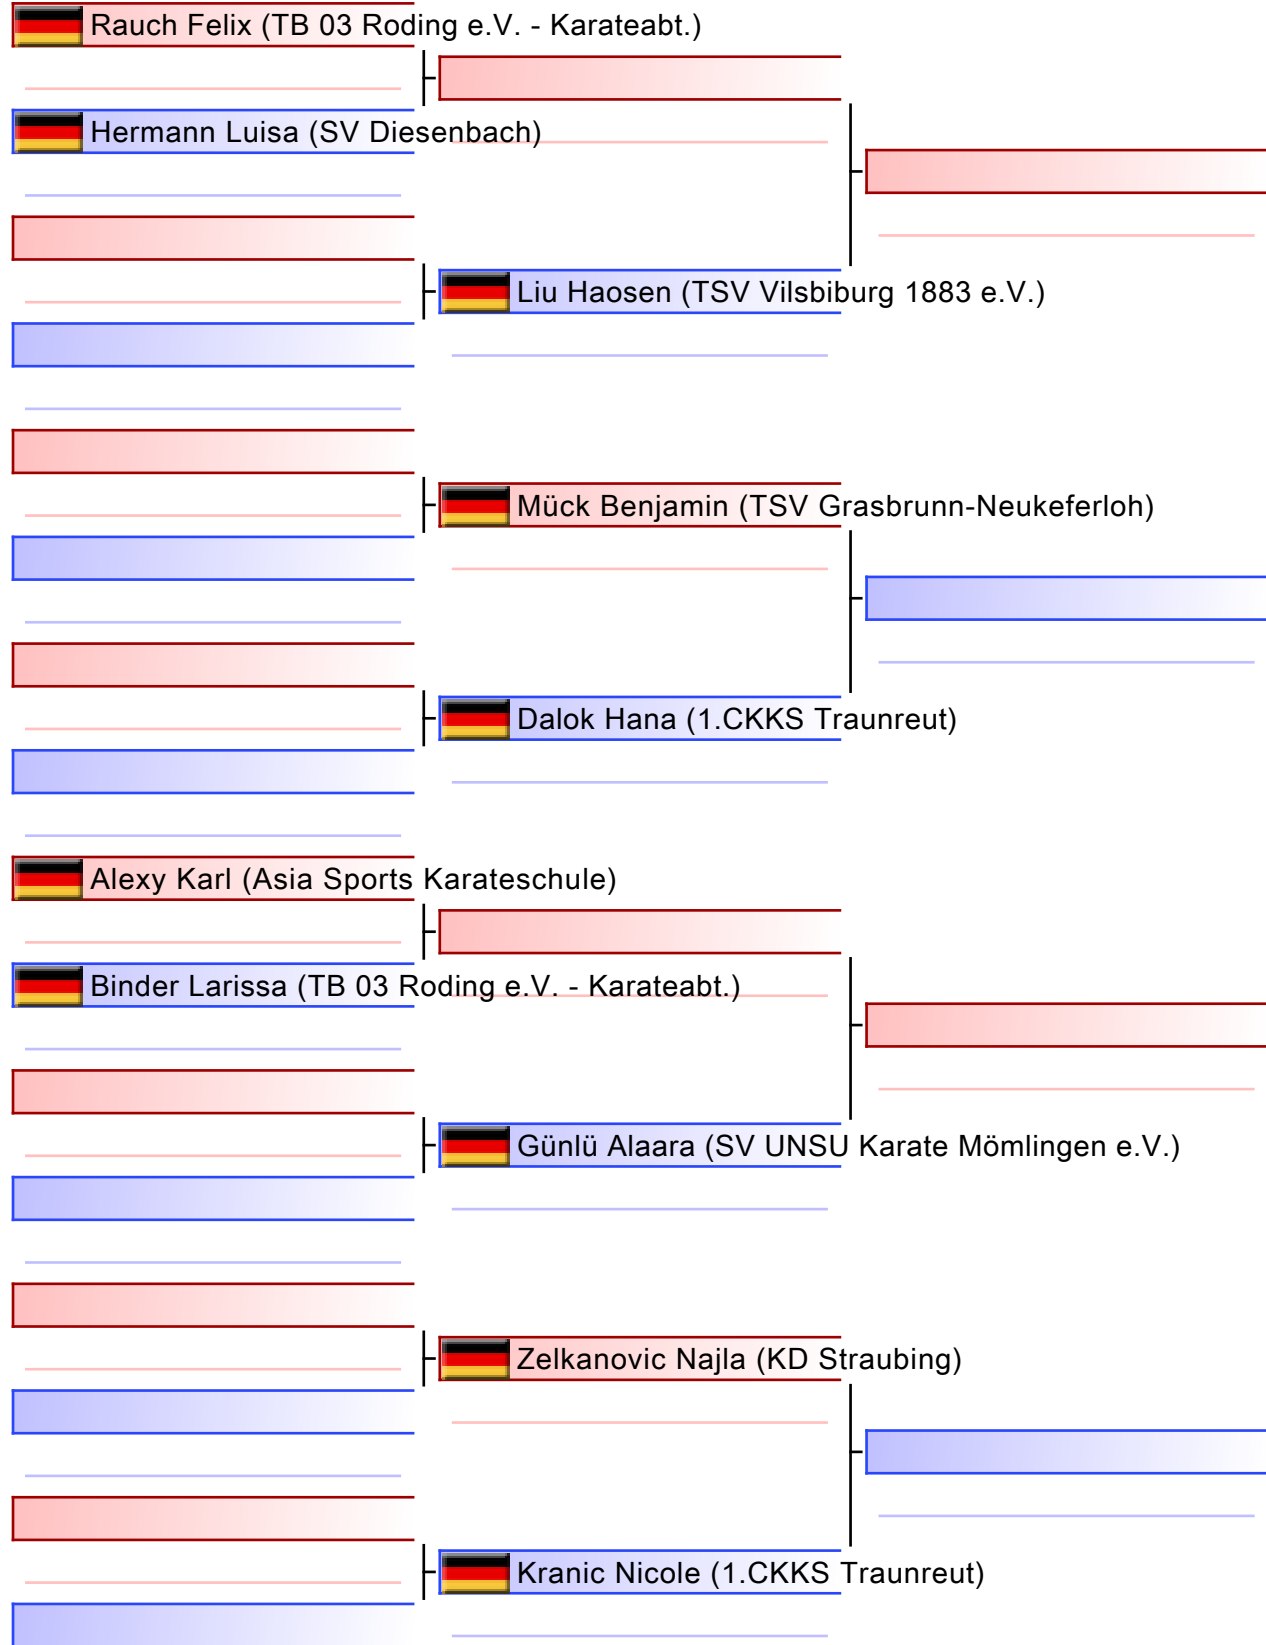 Rauch Felix (TB 03 Roding e.V. - Karateabt.)
Hermann Luisa (SV Diesenbach)
Liu Haosen (TSV Vilsbiburg 1883 e.V.)
Mück Benjamin (TSV Grasbrunn-Neukeferloh)
Dalok Hana (1.CKKS Traunreut)
Alexy Karl (Asia Sports Karateschule)
Binder Larissa (TB 03 Roding e.V. - Karateabt.)
Günlü Alaara (SV UNSU Karate Mömlingen e.V.)
Zelkanovic Najla (KD Straubing)
Kranic Nicole (1.CKKS Traunreut)